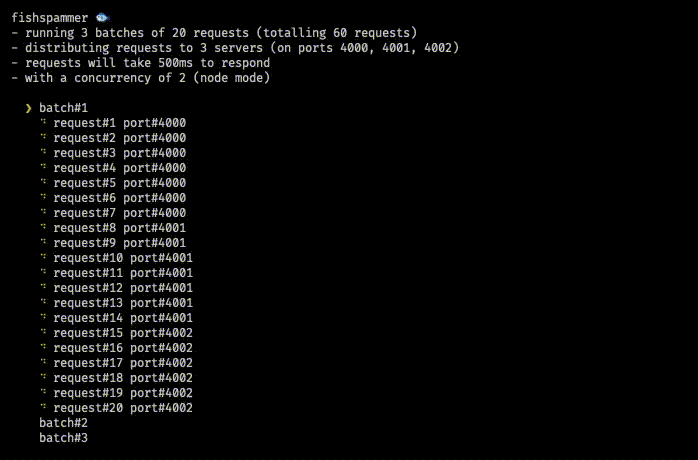 fishspammer 🐟
- running 3 batches of 20 requests (totalling 60 requests)
- distributing requests to 3 servers (on ports 4000, 4001, 4002)
- requests will take 500ms to respond
- with a concurrency of 2 (node mode)
❯ batch#1
request#1 port#4000
request#2 port#4000
request#3 port#4000
request#4 port#4000
request#5 port#4000
request#6 port#4000
request#7 port#4000
request#8 port#4001
request#9 port#4001
request#10 port#4001
request#11 port#4001
request#12 port#4001
request#13 port#4001
request#14 port#4001
request#15 port#4002
request#16 port#4002
request#17 port#4002
request#18 port#4002
request#19 port#4002
request#20 port#4002
batch#2
batch#3